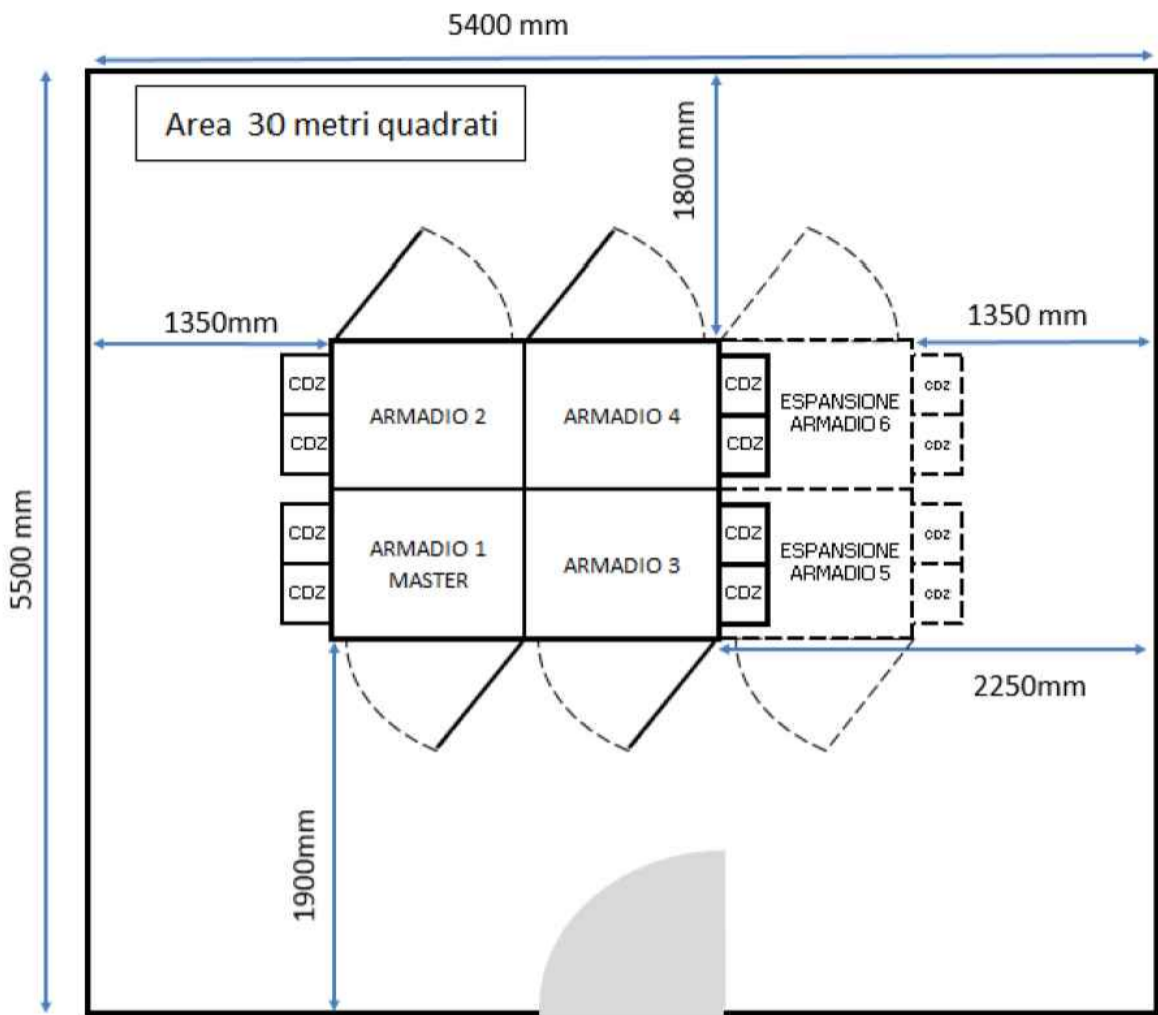 5400 mm
Area 30 metri quadrati
1800 mm
1350mm
1350 mm
CDZ
CDZ
ARMADIO 2
ARMADIO 4
CDZ
CDZ
ESPANSIONE
ARMADIO 6
CDZ
CDZ
5500 mm
CDZ
CDZ
ARMADIO 1
MASTER
ARMADIO 3
CDZ
CDZ
ESPANSIONE
ARMADIO 5
CDZ
CDZ
2250mm
1900mm